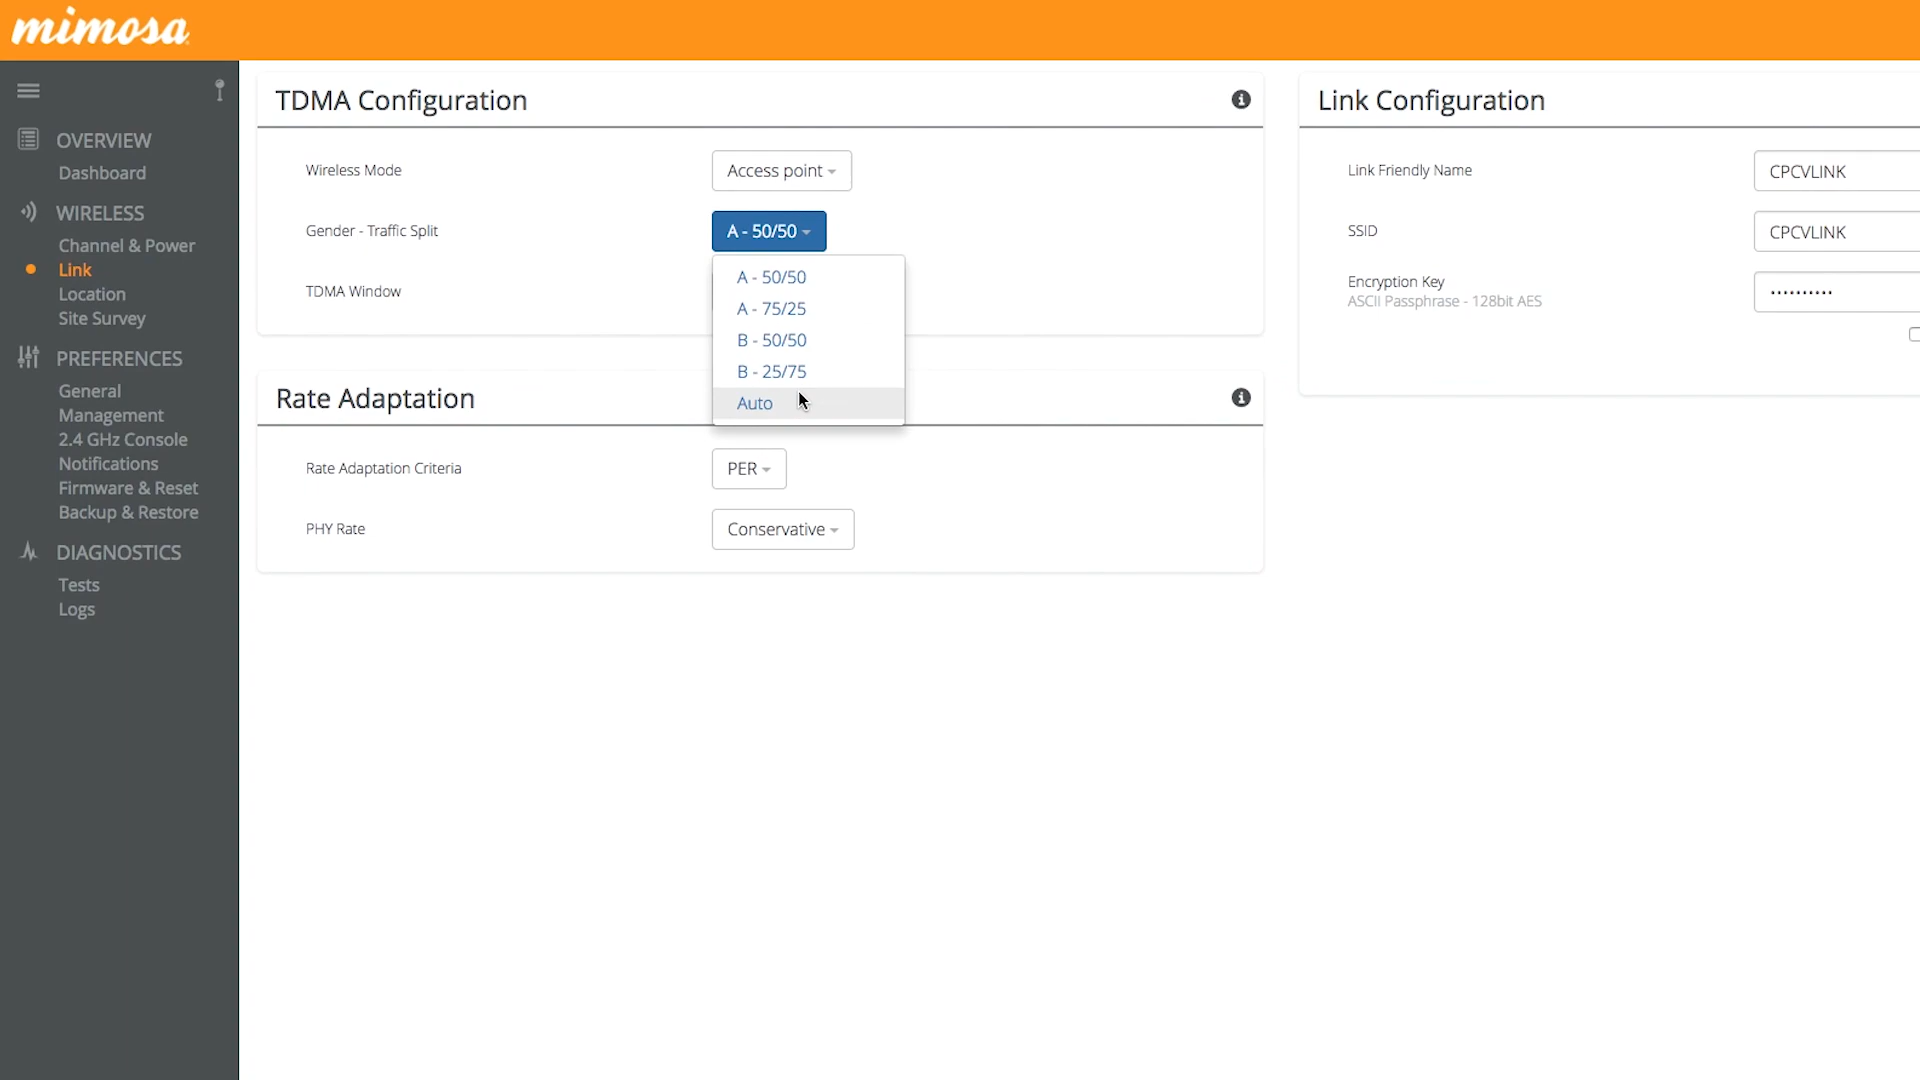 mimosa
OVERVIEW
Dashboard
WIRELESS
Channel & Power
Link
Location
Site Survey
PREFERENCES
General
Management
2.4 GHz Console
Notifications
Firmware & Reset
Backup & Restore
DIAGNOSTICS
Tests
Logs
TDMA Configuration
Wireless Mode
Access point
Gender - Traffic Split
A - 50/50
TDMA Window
A - 50/50
A - 75/25
B - 50/50
B - 25/75
Auto
Rate Adaptation
Rate Adaptation Criteria
PER
PHY Rate
Conservative
Link Configuration
Link Friendly Name
CPCVLINK
SSID
CPCVLINK
Encryption Key
ASCII Passphrase - 128bit AES
••••••••••